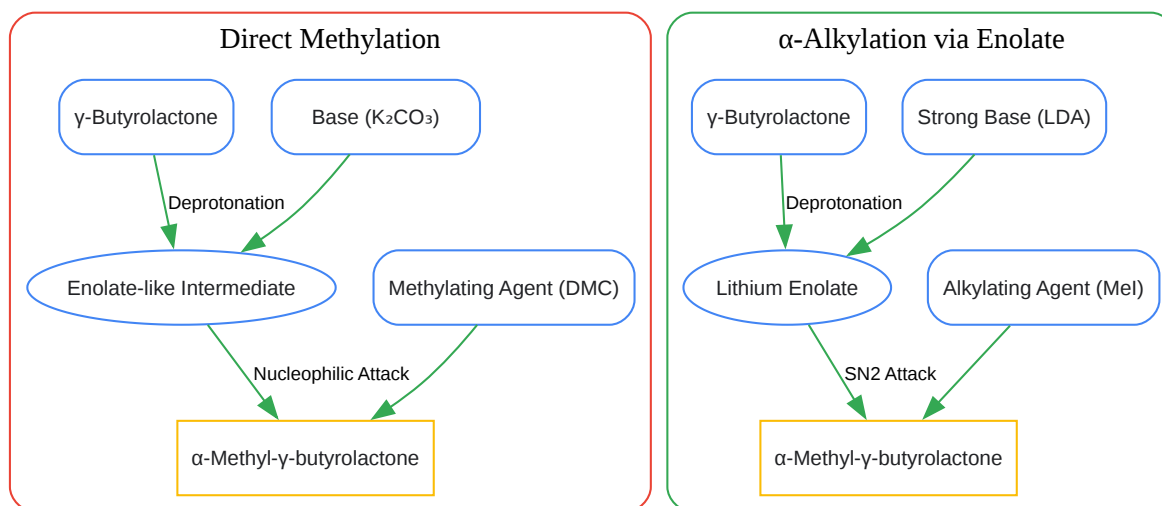 Direct Methylation
γ-Butyrolactone
Base (K₂CO₃)
Deprotonation
Enolate-like Intermediate
Methylating Agent (DMC)
Nucleophilic Attack
α-Methyl-γ-butyrolactone
α-Alkylation via Enolate
γ-Butyrolactone
Strong Base (LDA)
Deprotonation
Lithium Enolate
Alkylating Agent (MeI)
SN2 Attack
α-Methyl-γ-butyrolactone